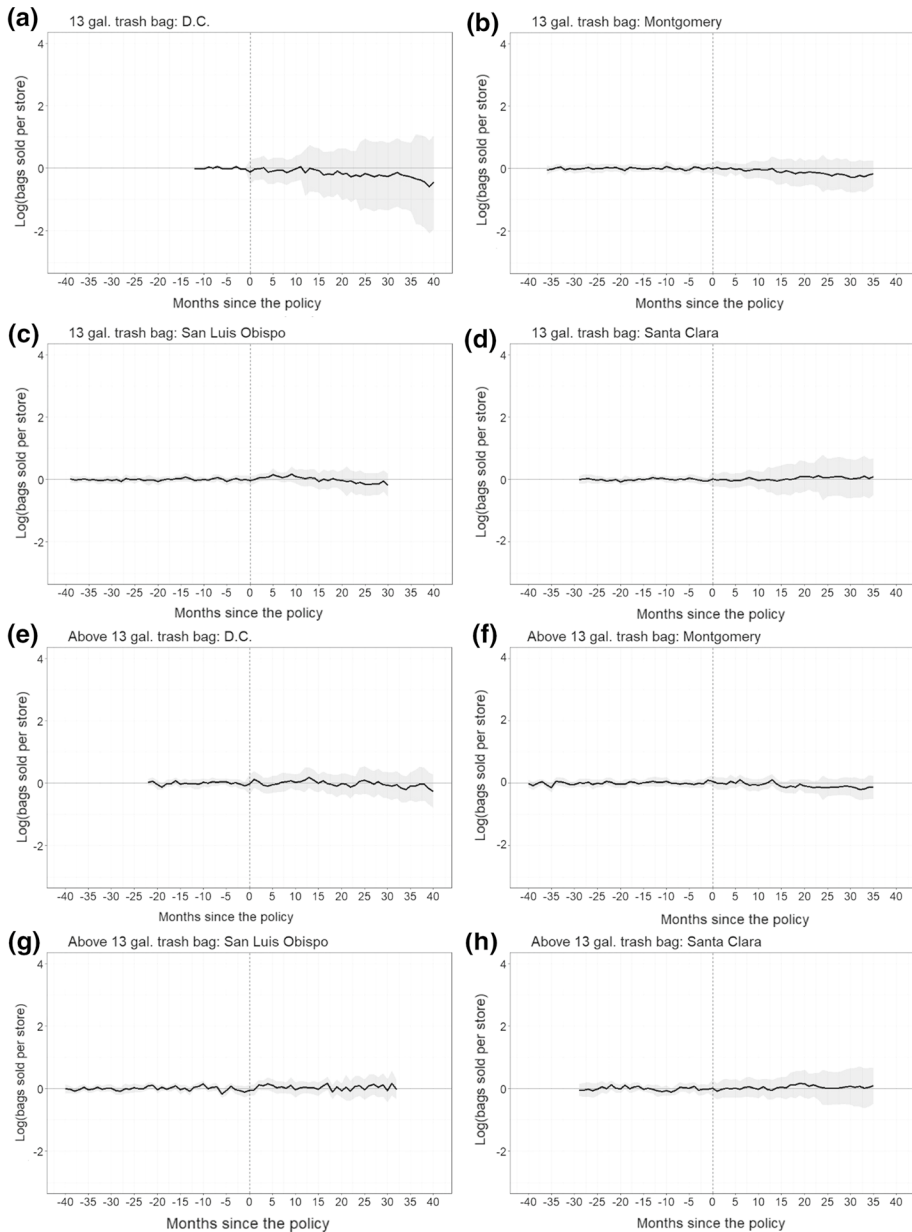 (a) 13 gal. trash bag: D.C.
Log(bags sold per store)
4
2
0
-2
-40 -35 -30 -25 -20 -15 -10 -5 0 5 10 15 20 25 30 35 40
Months since the policy
(b) 13 gal. trash bag: Montgomery
Log(bags sold per store)
4
2
0
-2
-40 -35 -30 -25 -20 -15 -10 -5 0 5 10 15 20 25 30 35 40
Months since the policy
(c) 13 gal. trash bag: San Luis Obispo
Log(bags sold per store)
4
2
0
-2
-40 -35 -30 -25 -20 -15 -10 -5 0 5 10 15 20 25 30 35 40
Months since the policy
(d) 13 gal. trash bag: Santa Clara
Log(bags sold per store)
4
2
0
-2
-40 -35 -30 -25 -20 -15 -10 -5 0 5 10 15 20 25 30 35 40
Months since the policy
(e) Above 13 gal. trash bag: D.C.
Log(bags sold per store)
4
2
0
-2
-40 -35 -30 -25 -20 -15 -10 -5 0 5 10 15 20 25 30 35 40
Months since the policy
(f) Above 13 gal. trash bag: Montgomery
Log(bags sold per store)
4
2
0
-2
-40 -35 -30 -25 -20 -15 -10 -5 0 5 10 15 20 25 30 35 40
Months since the policy
(g) Above 13 gal. trash bag: San Luis Obispo
Log(bags sold per store)
4
2
0
-2
-40 -35 -30 -25 -20 -15 -10 -5 0 5 10 15 20 25 30 35 40
Months since the policy
(h) Above 13 gal. trash bag: Santa Clara
Log(bags sold per store)
4
2
0
-2
-40 -35 -30 -25 -20 -15 -10 -5 0 5 10 15 20 25 30 35 40
Months since the policy